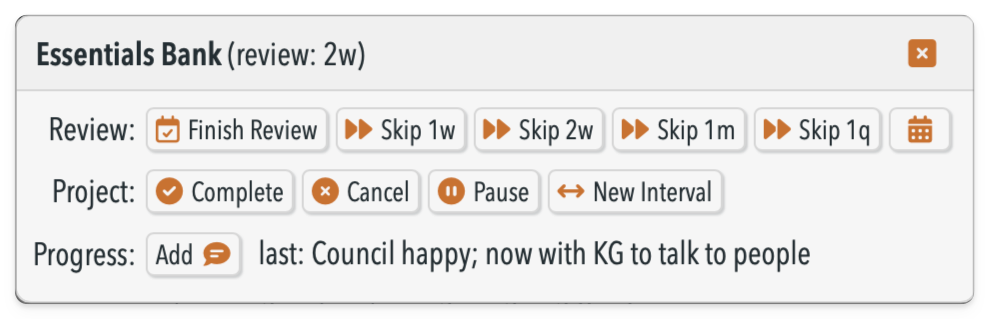 Essentials Bank (review: 2w)
Review: Finish Review Skip 1w Skip 2w Skip 1m Skip 1q
Project: Complete Cancel Pause New Interval
Progress: Add last: Council happy; now with KG to talk to people